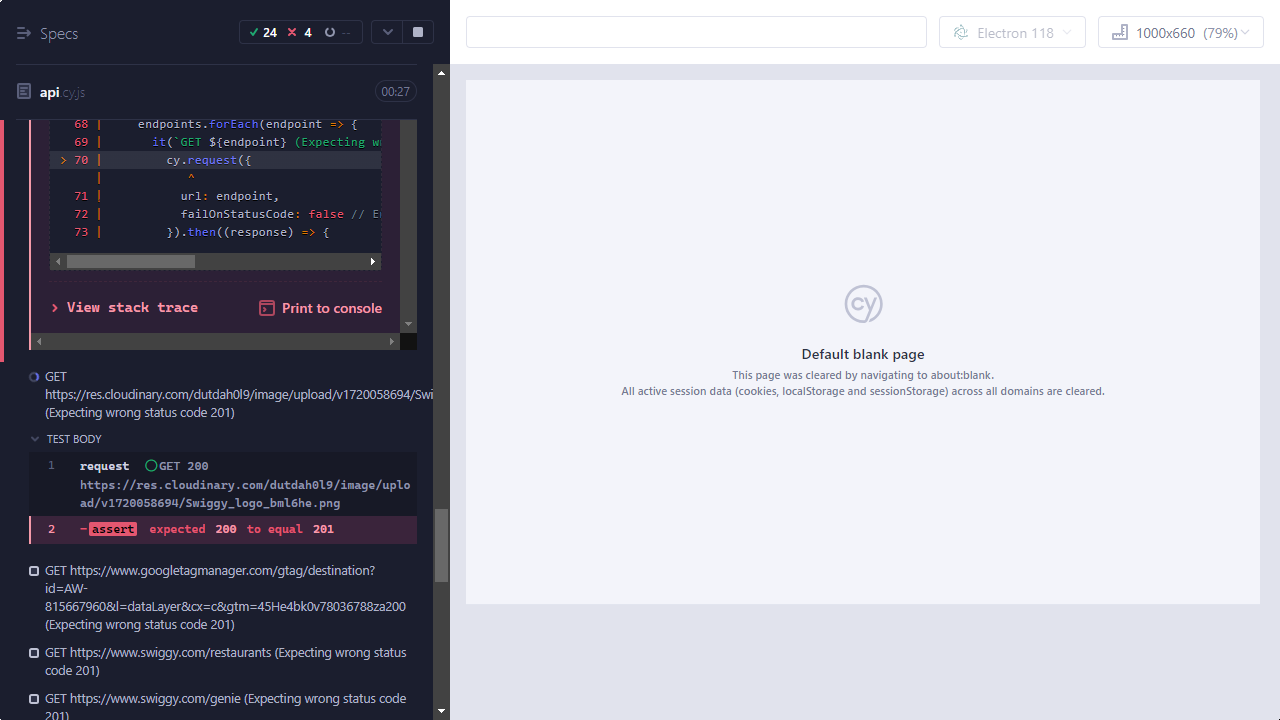 Specs
24 4 --
Electron 118
1000x660 (79%)
api.cy.js
00:27
68 | endpoints.forEach(endpoint => {
69 | it(`GET ${endpoint} (Expecting
> 70 | cy.request({
| ^
71 | url: endpoint,
72 | failOnStatusCode: false //
73 | }).then((response) => {
> View stack trace
Print to console
GET
https://res.cloudinary.com/dutdah0l9/image/upload/v1720058694/Swi
(Expecting wrong status code 201)
TEST BODY
1 request GET 200
https://res.cloudinary.com/dutdah0l9/image/uplo
ad/v1720058694/Swiggy_logo_bml6he.png
2 -assert expected 200 to equal 201
GET https://www.googletagmanager.com/gtag/destination?
id=AW-
815667960&l=dataLayer&cx=c&gtm=45He4bk0v78036788za200
(Expecting wrong status code 201)
GET https://www.swiggy.com/restaurants (Expecting wrong status
code 201)
GET https://www.swiggy.com/genie (Expecting wrong status code
201)
cy
Default blank page
This page was cleared by navigating to about:blank.
All active session data (cookies, localStorage and sessionStorage) across all domains are cleared.